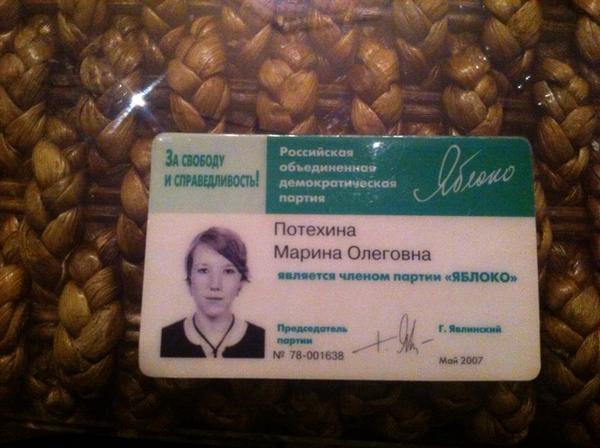 За свободу
и справедливость!
Российская
объединенная
демократическая
партия
Яблоко
Потехина
Марина Олеговна
является членом партии «ЯБЛОКО»
Председатель
партии
Г. Явлинский
№ 78-001638
Май 2007